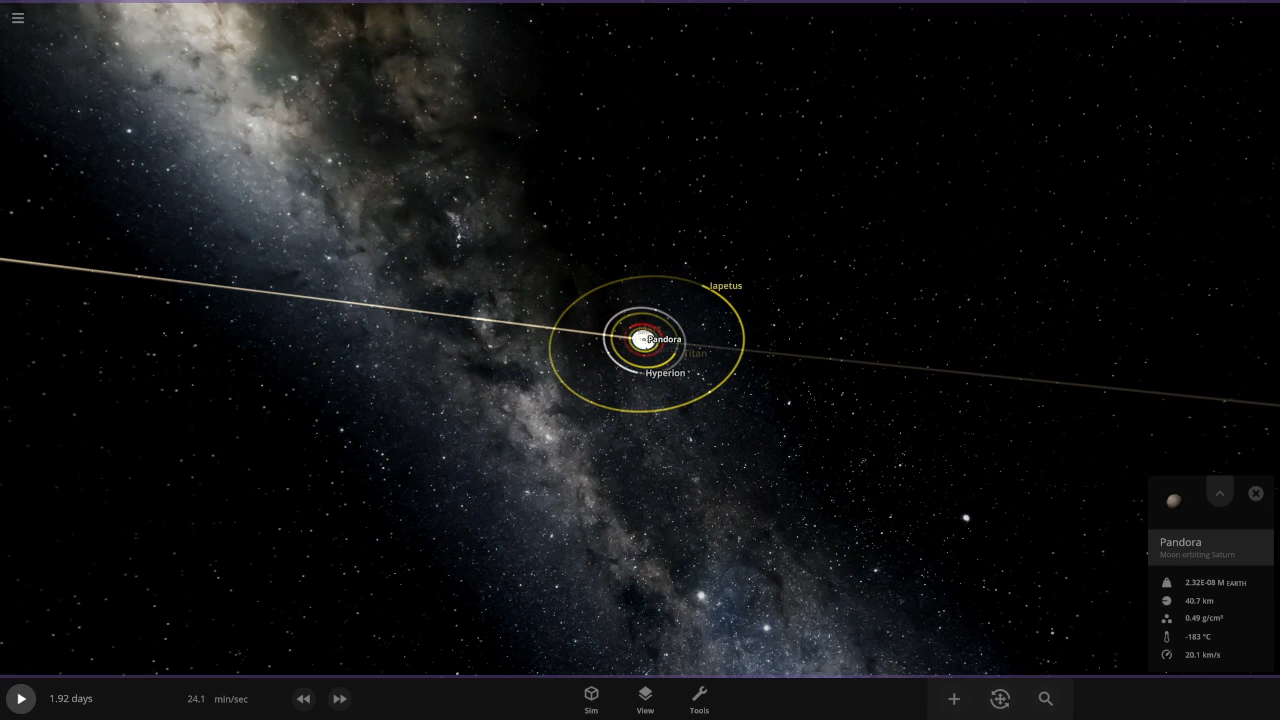 Iapetus
Pandora
Titan
Hyperion
Pandora
Moon orbiting Saturn
2.32E-08 M EARTH
40.7 km
0.49 g/cm³
-183 °C
20.1 km/s
1.92 days
24.1 min/sec
Sim
View
Tools